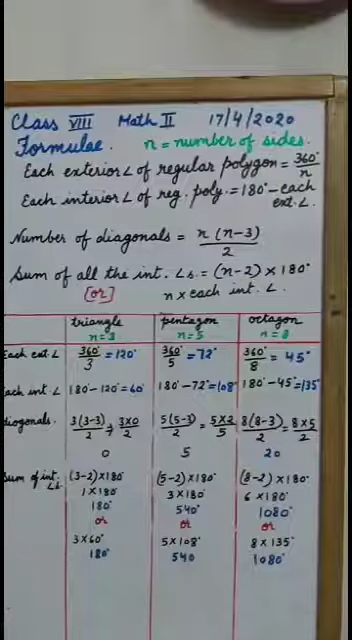 Class VIII Math II 17/4/2020
Formulae. n = number of sides.
Each exterior ∠ of regular polygon = 360°/n
Each interior ∠ of reg. poly. = 180° - each ext. ∠.
Number of diagonals = n(n-3)/2
Sum of all the int. ∠s. = (n-2) × 180°
[or] n × each int. ∠.
triangle pentagon octagon
n = 3 n = 5 n = 8
Each ext. ∠ 360°/3 = 120° 360°/5 = 72° 360°/8 = 45°
Each int ∠ 180°-120° = 60° 180°-72° = 108° 180°-45° = 135°
diagonals. 3(3-3)/2 = 3×0/2 5(5-3)/2 = 5×2/2 8(8-3)/2 = 8×5/2
0 5 20
Sum of int. ∠s. (3-2)×180° (5-2)×180° (8-2)×180°
1×180° 3×180° 6×180°
180° 540° 1080°
or or or
3×60° 5×108° 8×135°
180° 540 1080°